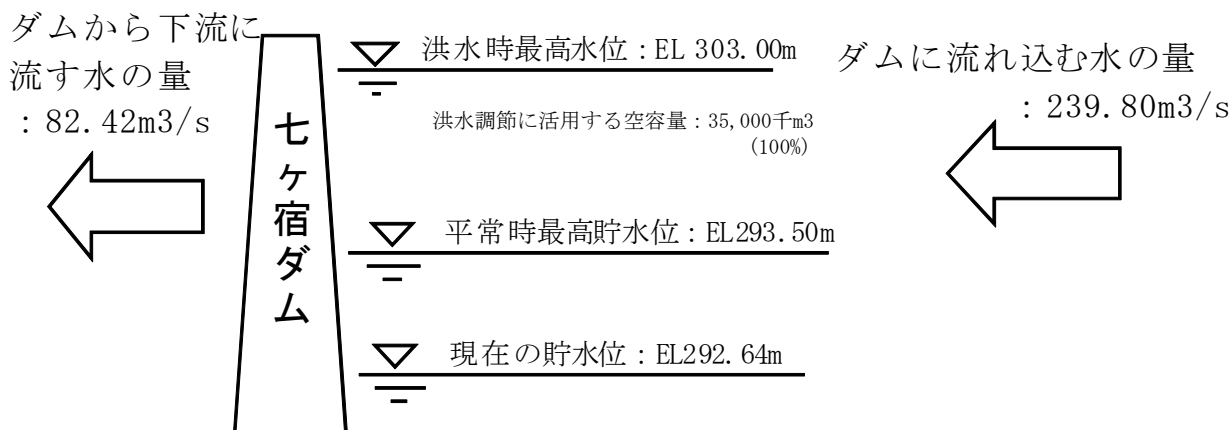 ダムから下流に
流す水の量
: 82.42m3/s
七ヶ宿ダム
洪水時最高水位：EL 303.00m
洪水調節に活用する空容量：35,000千m3
(100%)
平常時最高貯水位：EL293.50m
現在の貯水位：EL292.64m
ダムに流れ込む水の量
: 239.80m3/s